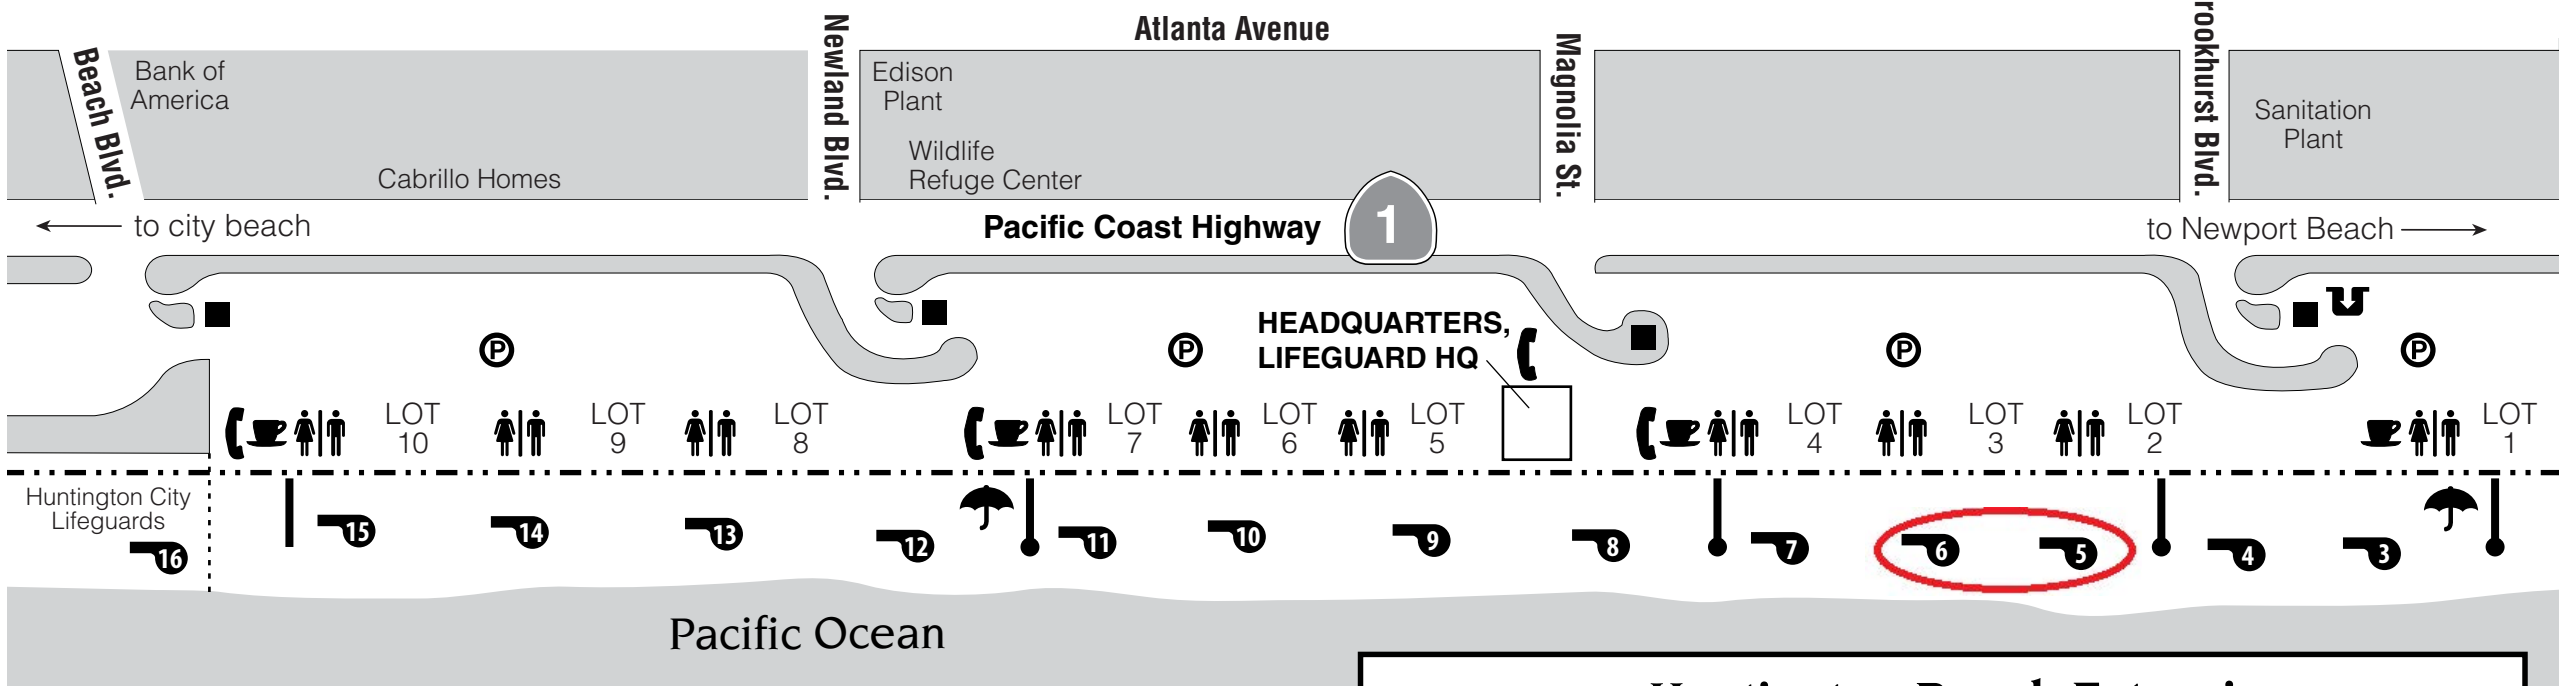 Atlanta Avenue
Beach Blvd.
Bank of
America
Cabrillo Homes
Newland Blvd.
Edison
Plant
Wildlife
Refuge Center
Magnolia St.
rookhurst Blvd.
Sanitation
Plant
to city beach
Pacific Coast Highway
1
to Newport Beach
P
P
P
P
HEADQUARTERS,
LIFEGUARD HQ
LOT
10
LOT
9
LOT
8
LOT
7
LOT
6
LOT
5
LOT
4
LOT
3
LOT
2
LOT
1
Huntington City
Lifeguards
16
15
14
13
12
11
10
9
8
7
6
5
4
3
Pacific Ocean